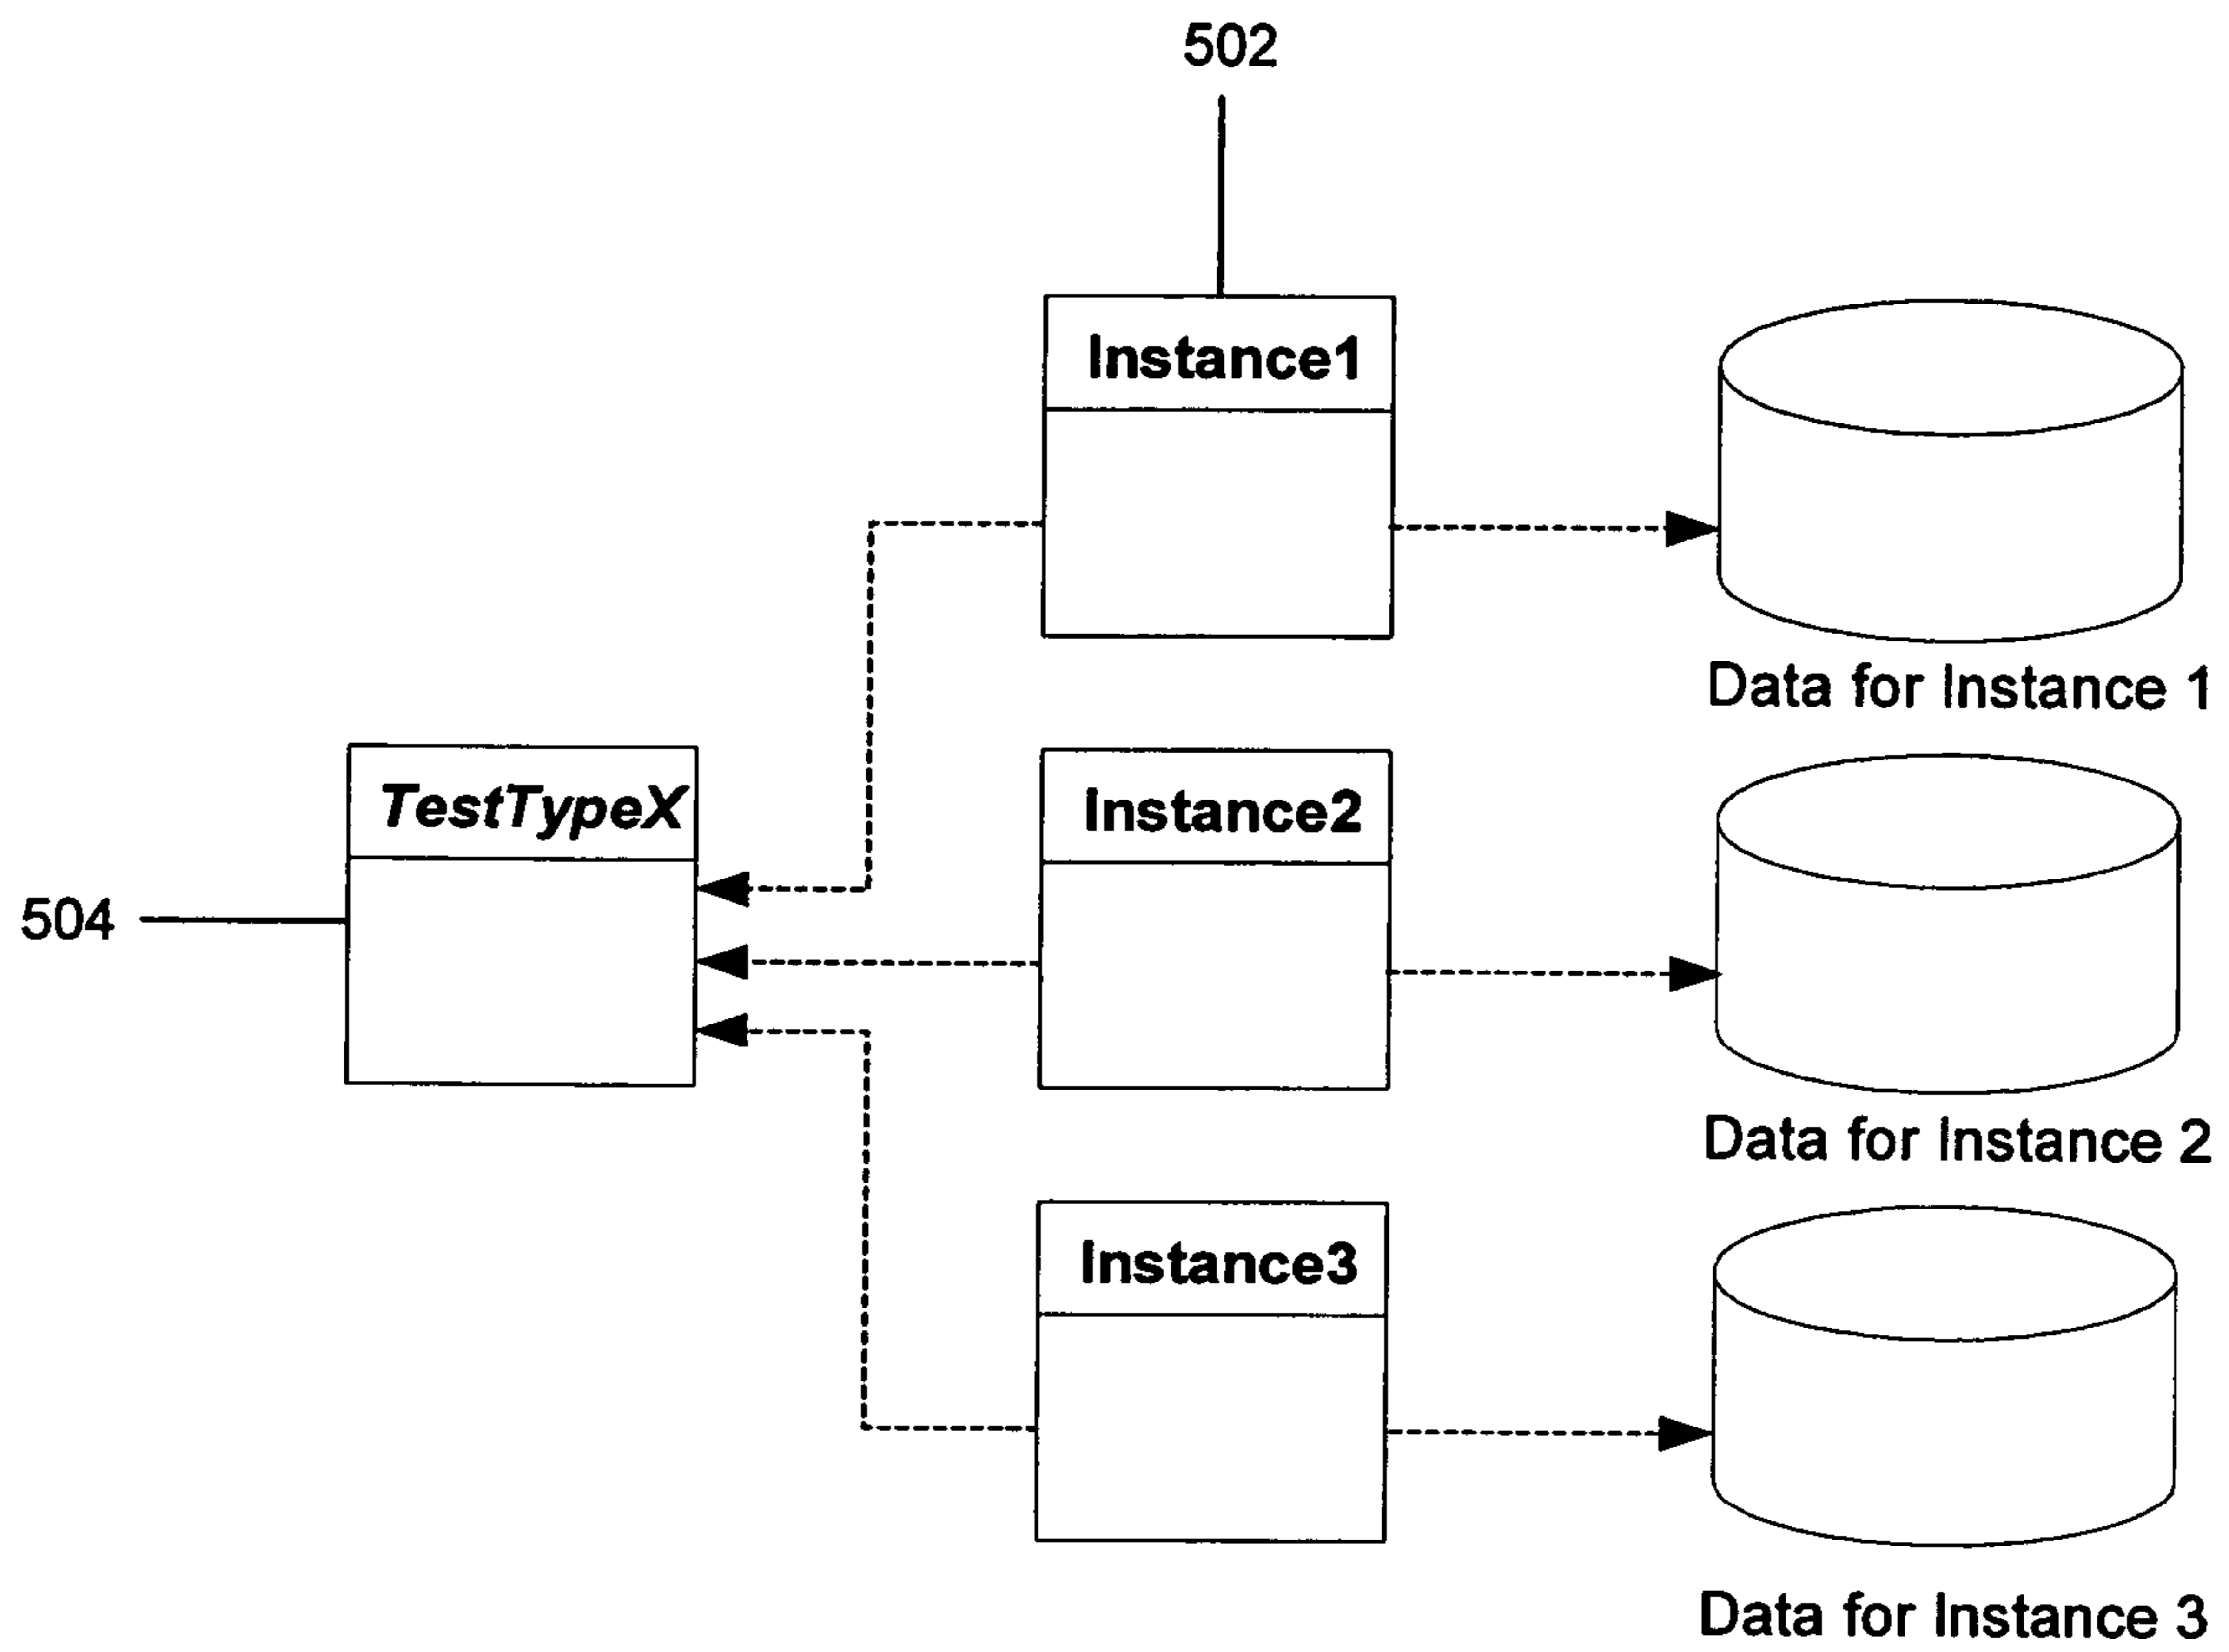 502
Instance1
Data for Instance 1
TestTypeX
Instance2
504
Data for Instance 2
Instance3
Data for Instance 3